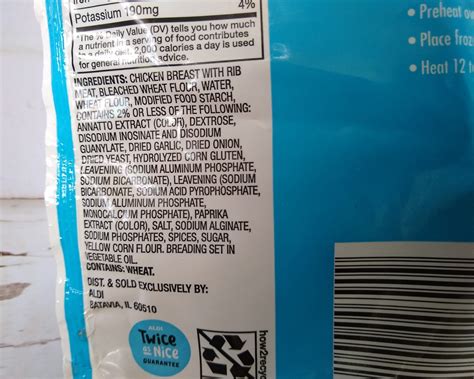 Potassium 190mg 4%
*The % Daily Value (DV) tells you how much
a nutrient in a serving of food contributes
to a daily diet. 2,000 calories a day is used
for general nutrition advice.
INGREDIENTS: CHICKEN BREAST WITH RIB
MEAT, BLEACHED WHEAT FLOUR, WATER,
WHEAT FLOUR, MODIFIED FOOD STARCH,
CONTAINS 2% OR LESS OF THE FOLLOWING:
ANNATTO EXTRACT (COLOR), DEXTROSE,
DISODIUM INOSINATE AND DISODIUM
GUANYLATE, DRIED GARLIC, DRIED ONION,
DRIED YEAST, HYDROLYZED CORN GLUTEN,
LEAVENING (SODIUM ALUMINUM PHOSPHATE,
SODIUM BICARBONATE), LEAVENING (SODIUM
BICARBONATE, SODIUM ACID PYROPHOSPHATE,
SODIUM ALUMINUM PHOSPHATE,
MONOCALCIUM PHOSPHATE), PAPRIKA
EXTRACT (COLOR), SALT, SODIUM ALGINATE,
SODIUM PHOSPHATES, SPICES, SUGAR,
YELLOW CORN FLOUR. BREADING SET IN
VEGETABLE OIL.
CONTAINS: WHEAT.
DIST. & SOLD EXCLUSIVELY BY:
ALDI
BATAVIA, IL 60510
ALDI
Twice
as Nice
GUARANTEE
how2recyc
• Preheat ov
• Place froze
• Heat 12 t